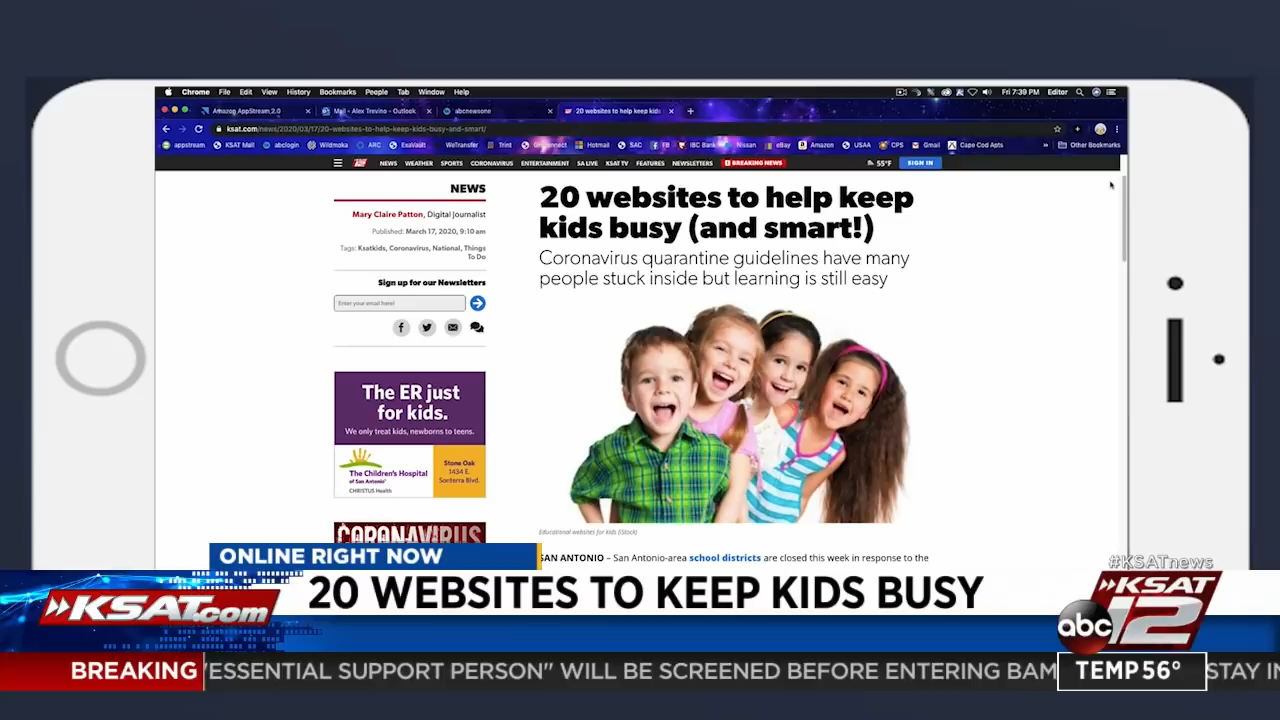 Chrome File Edit View History Bookmarks People Tab Window Help Fri 7:39 PM Editor
Amazon AppStream 2.0 Mail - Alex Trevino - Outlook abcnewsone 20 websites to help keep kids
ksat.com/news/2020/03/17/20-websites-to-help-keep-kids-busy-and-smart/
appstream KSAT Mail abclogin Wildmoka ARC ExaVault WeTransfer Trint Hotmail SAC FB IBC Bank Nissan eBay Amazon USAA CPS Gmail Cape Cod Apts » Other Bookmarks
NEWS WEATHER SPORTS CORONAVIRUS ENTERTAINMENT SA LIVE KSAT TV FEATURES NEWSLETTERS BREAKING NEWS 55°F SIGN IN
NEWS
Mary Claire Patton, Digital Journalist
Published: March 17, 2020, 9:10 am
Tags: Ksatkids, Coronavirus, National, Things
To Do
Sign up for our Newsletters
Enter your email here!
The ER just
for kids.
We only treat kids, newborns to teens.
The Children's Hospital
of San Antonio
CHRISTUS Health
Stone Oak
1434 E.
Sonterra Blvd.
CORONAVIRUS
20 websites to help keep
kids busy (and smart!)
Coronavirus quarantine guidelines have many
people stuck inside but learning is still easy
Educational websites for kids (iStock)
SAN ANTONIO – San Antonio-area school districts are closed this week in response to the
ONLINE RIGHT NOW
#KSATnews
KSAT.com
20 WEBSITES TO KEEP KIDS BUSY
KSAT
abc 12
BREAKING "ESSENTIAL SUPPORT PERSON" WILL BE SCREENED BEFORE ENTERING BAM TEMP 56° STAY IN